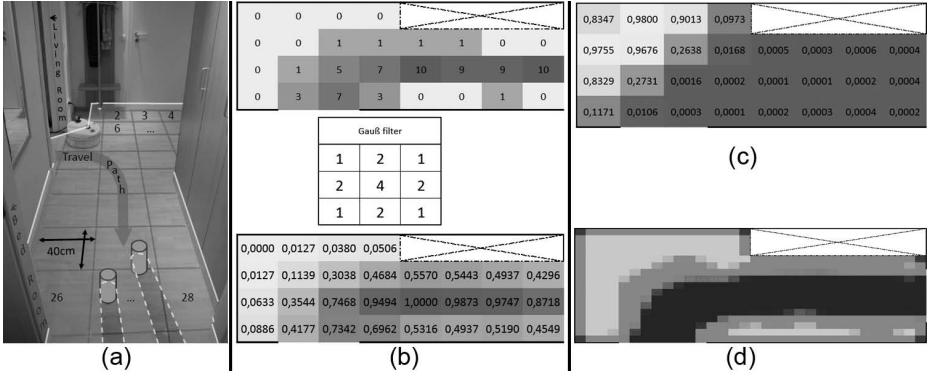 Living Room
2 3 4
6 ...
Travel
Path
40cm
Bed Room
26 ... 28
(a)
0 0 0 0
0 0 1 1 1 1 0 0
0 1 5 7 10 9 9 10
0 3 7 3 0 0 1 0
Gauß filter
1 2 1
2 4 2
1 2 1
0,0000 0,0127 0,0380 0,0506
0,0127 0,1139 0,3038 0,4684 0,5570 0,5443 0,4937 0,4296
0,0633 0,3544 0,7468 0,9494 1,0000 0,9873 0,9747 0,8718
0,0886 0,4177 0,7342 0,6962 0,5316 0,4937 0,5190 0,4549
(b)
0,8347 0,9800 0,9013 0,0973
0,9755 0,9676 0,2638 0,0168 0,0005 0,0003 0,0006 0,0004
0,8329 0,2731 0,0016 0,0002 0,0001 0,0001 0,0002 0,0004
0,1171 0,0106 0,0003 0,0001 0,0002 0,0003 0,0004 0,0002
(c)
(d)